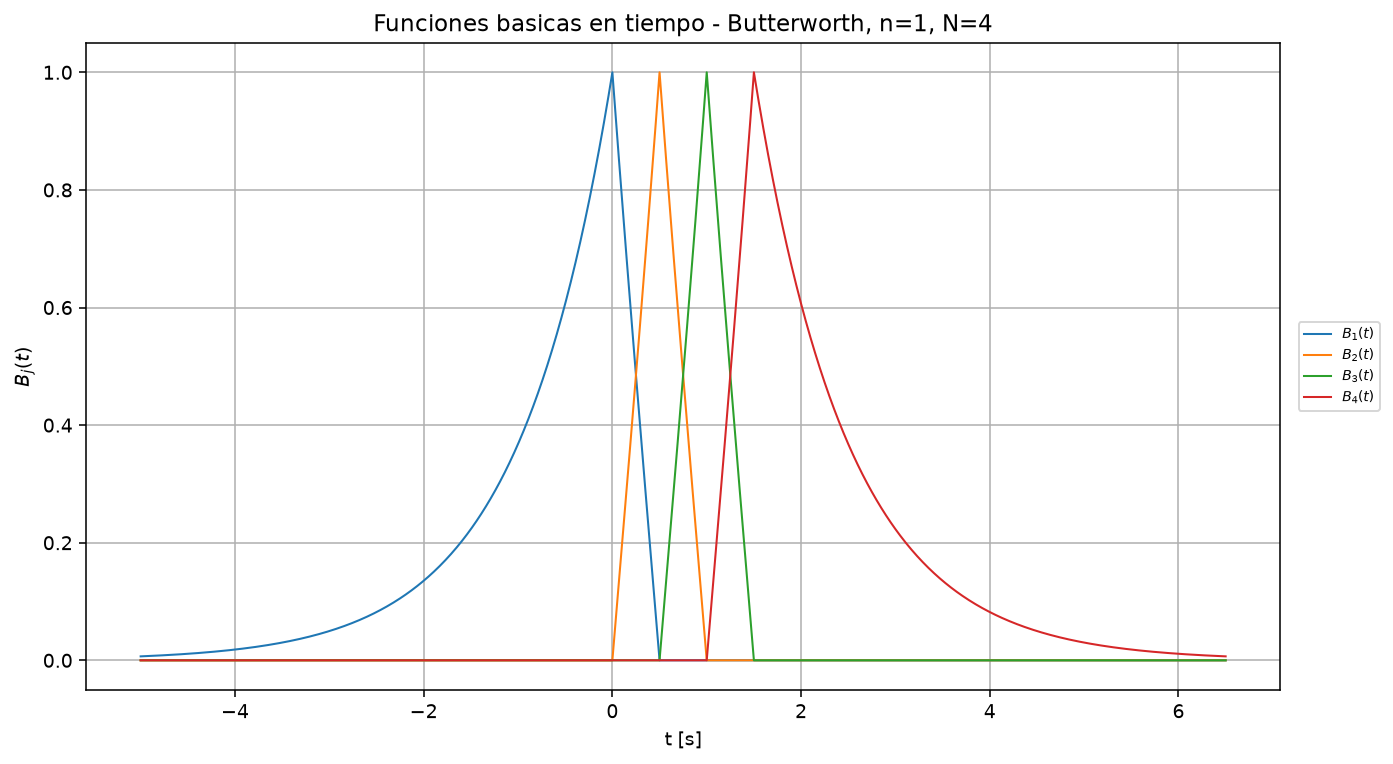 Funciones basicas en tiempo - Butterworth, n=1, N=4
1.0
0.8
0.6
0.4
0.2
0.0
B_j(t)
−4
−2
0
2
4
6
t [s]
B_1(t)
B_2(t)
B_3(t)
B_4(t)